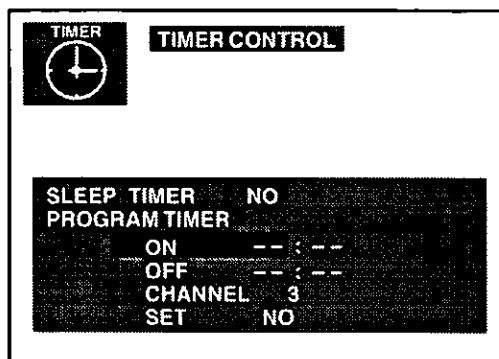 TIMER
TIMER CONTROL
SLEEP TIMER NO
PROGRAM TIMER
ON -- : --
OFF -- : --
CHANNEL 3
SET NO